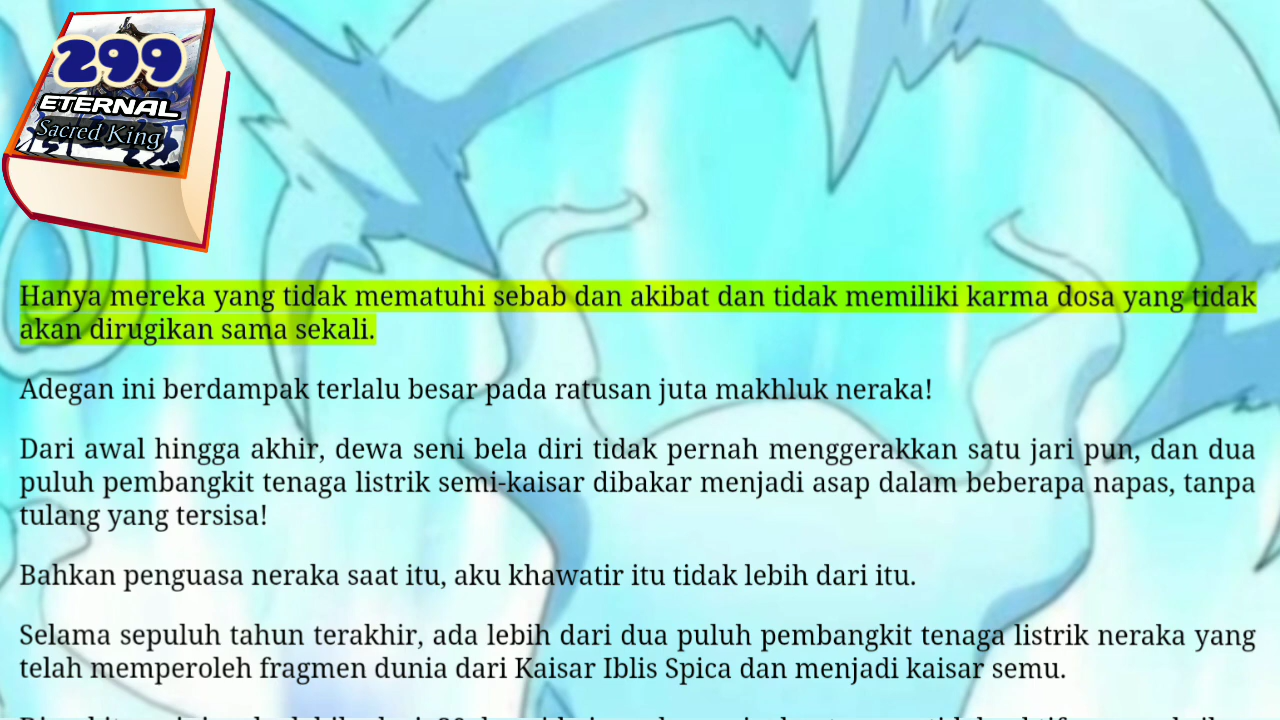 299
ETERNAL
Sacred King
Hanya mereka yang tidak mematuhi sebab dan akibat dan tidak memiliki karma dosa yang tidak
akan dirugikan sama sekali.
Adegan ini berdampak terlalu besar pada ratusan juta makhluk neraka!
Dari awal hingga akhir, dewa seni bela diri tidak pernah menggerakkan satu jari pun, dan dua
puluh pembangkit tenaga listrik semi-kaisar dibakar menjadi asap dalam beberapa napas, tanpa
tulang yang tersisa!
Bahkan penguasa neraka saat itu, aku khawatir itu tidak lebih dari itu.
Selama sepuluh tahun terakhir, ada lebih dari dua puluh pembangkit tenaga listrik neraka yang
telah memperoleh fragmen dunia dari Kaisar Iblis Spica dan menjadi kaisar semu.